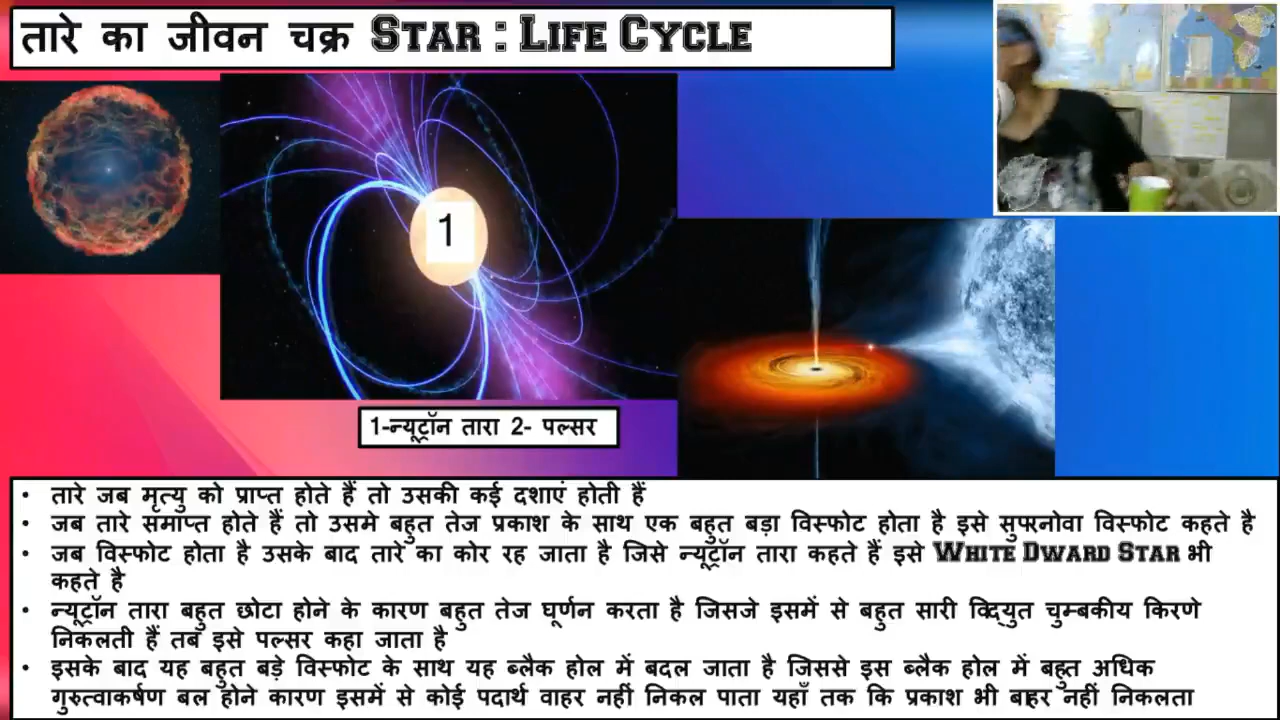 तारे का जीवन चक्र STAR : LIFE CYCLE
1
1-न्यूट्रॉन तारा 2- पल्सर
• तारे जब मृत्यु को प्राप्त होते हैं तो उसकी कई दशाएं होती हैं
• जब तारे समाप्त होते हैं तो उसमे बहुत तेज प्रकाश के साथ एक बहुत बड़ा विस्फोट होता है इसे सुपरनोवा विस्फोट कहते है
• जब विस्फोट होता है उसके बाद तारे का कोर रह जाता है जिसे न्यूट्रॉन तारा कहते हैं इसे WHITE DWARD STAR भी
कहते है
• न्यूट्रॉन तारा बहुत छोटा होने के कारण बहुत तेज घूर्णन करता है जिसजे इसमें से बहुत सारी विद्युत चुम्बकीय किरणे
निकलती हैं तब इसे पल्सर कहा जाता है
• इसके बाद यह बहुत बड़े विस्फोट के साथ यह ब्लैक होल में बदल जाता है जिससे इस ब्लैक होल में बहुत अधिक
गुरुत्वाकर्षण बल होने कारण इसमें से कोई पदार्थ वाहर नहीं निकल पाता यहाँ तक कि प्रकाश भी बाहर नहीं निकलता